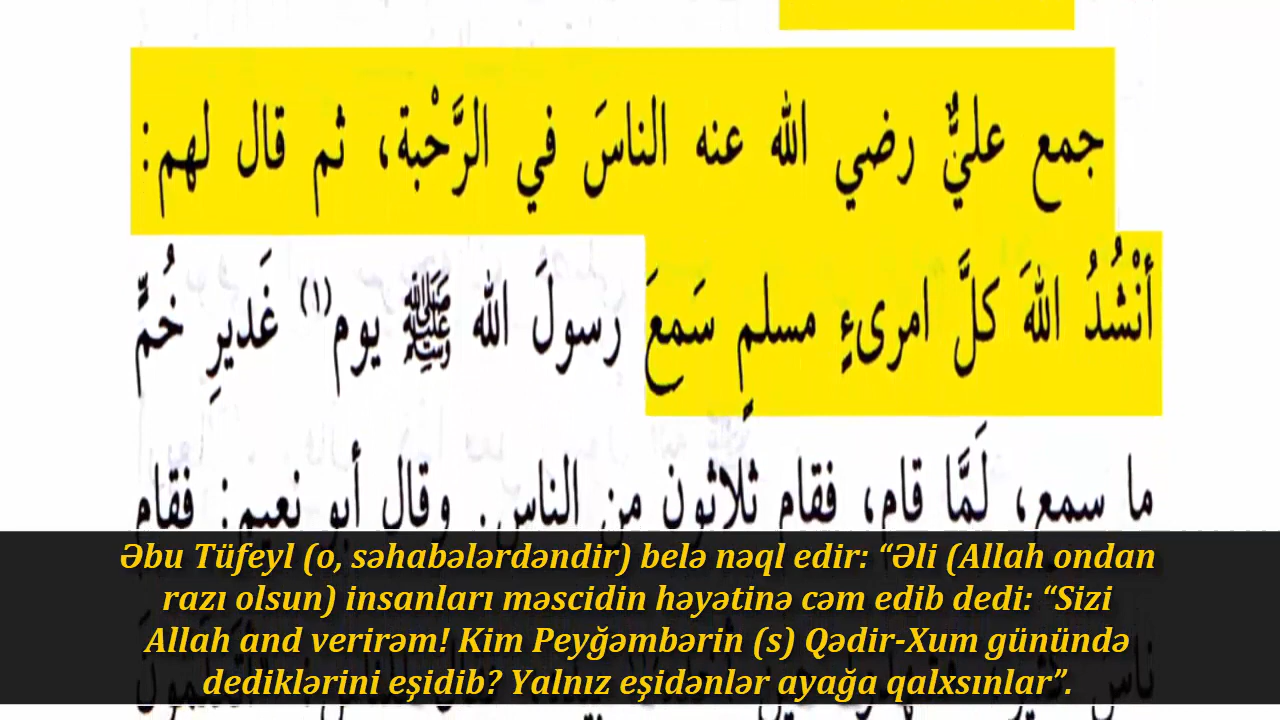 جمع عليٌّ رضي الله عنه الناسَ في الرَّحْبة، ثم قال لهم:
أنْشُدُ اللهَ كلَّ امرىءٍ مسلمٍ سَمِعَ رسولَ الله ﷺ يوم(١) غَديرِ خُمٍّ
ما سمع، لَمَّا قام، فقام ثلاثون من الناس. وقال أبو نعيم: فقام
Əbu Tüfeyl (o, səhabələrdəndir) belə nəql edir: “Əli (Allah ondan
razı olsun) insanları məscidin həyətinə cəm edib dedi: “Sizi
Allah and verirəm! Kim Peyğəmbərin (s) Qədir-Xum günündə
dediklərini eşidib? Yalnız eşidənlər ayağa qalxsınlar”.